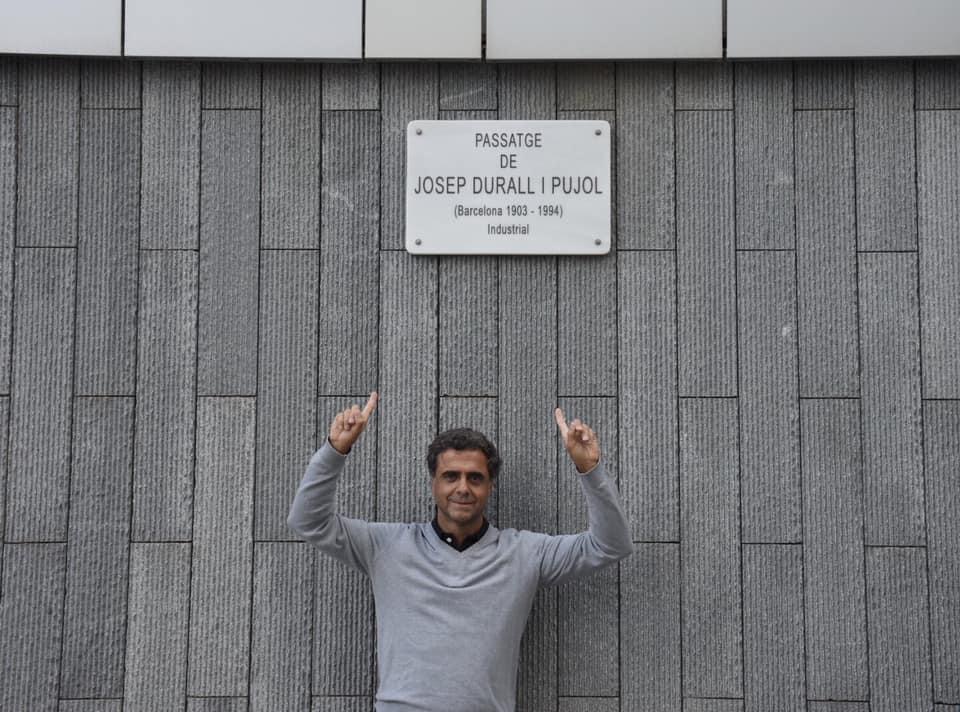 PASSATGE
DE
JOSEP DURALL I PUJOL
(Barcelona 1903 - 1994)
Industrial